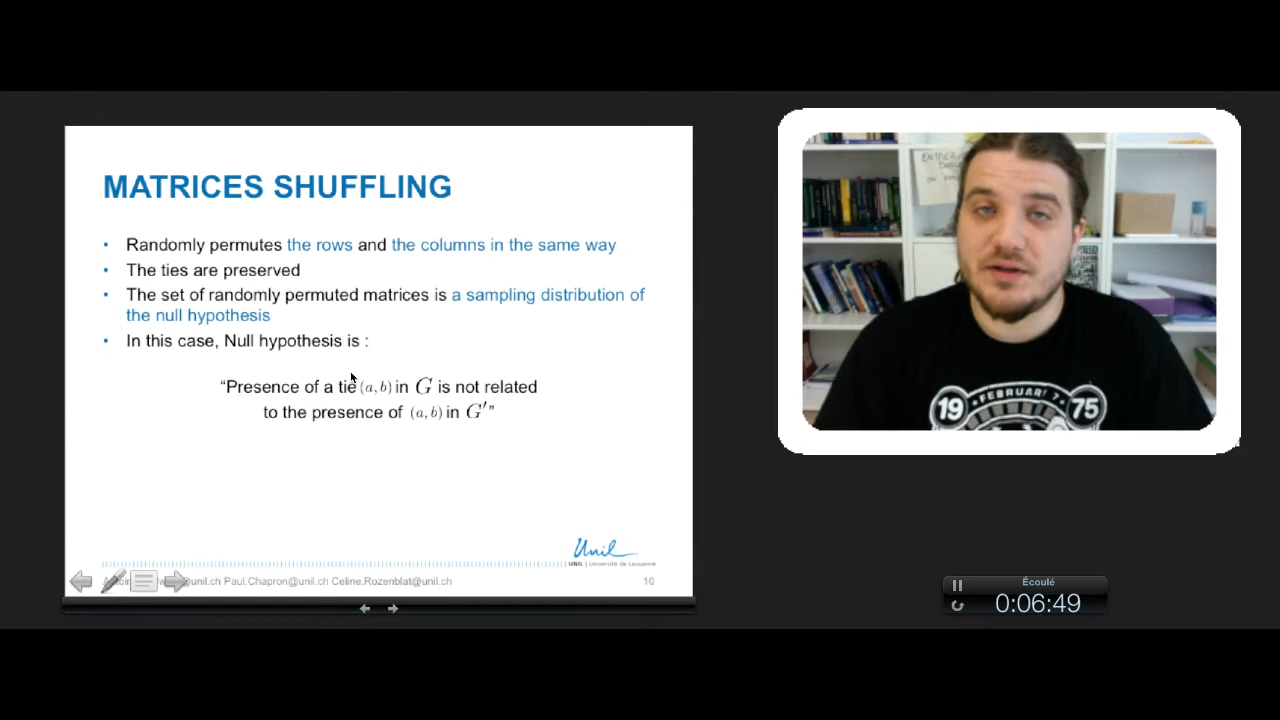 MATRICES SHUFFLING
• Randomly permutes the rows and the columns in the same way
• The ties are preserved
• The set of randomly permuted matrices is a sampling distribution of
the null hypothesis
• In this case, Null hypothesis is :
“Presence of a tie (a, b) in G is not related
to the presence of (a, b) in G′”
Unil
UNIL | Université de Lausanne
@unil.ch Paul.Chapron@unil.ch Celine.Rozenblat@unil.ch
10
19 FEBRUARY 7 75
Écoulé
0:06:49